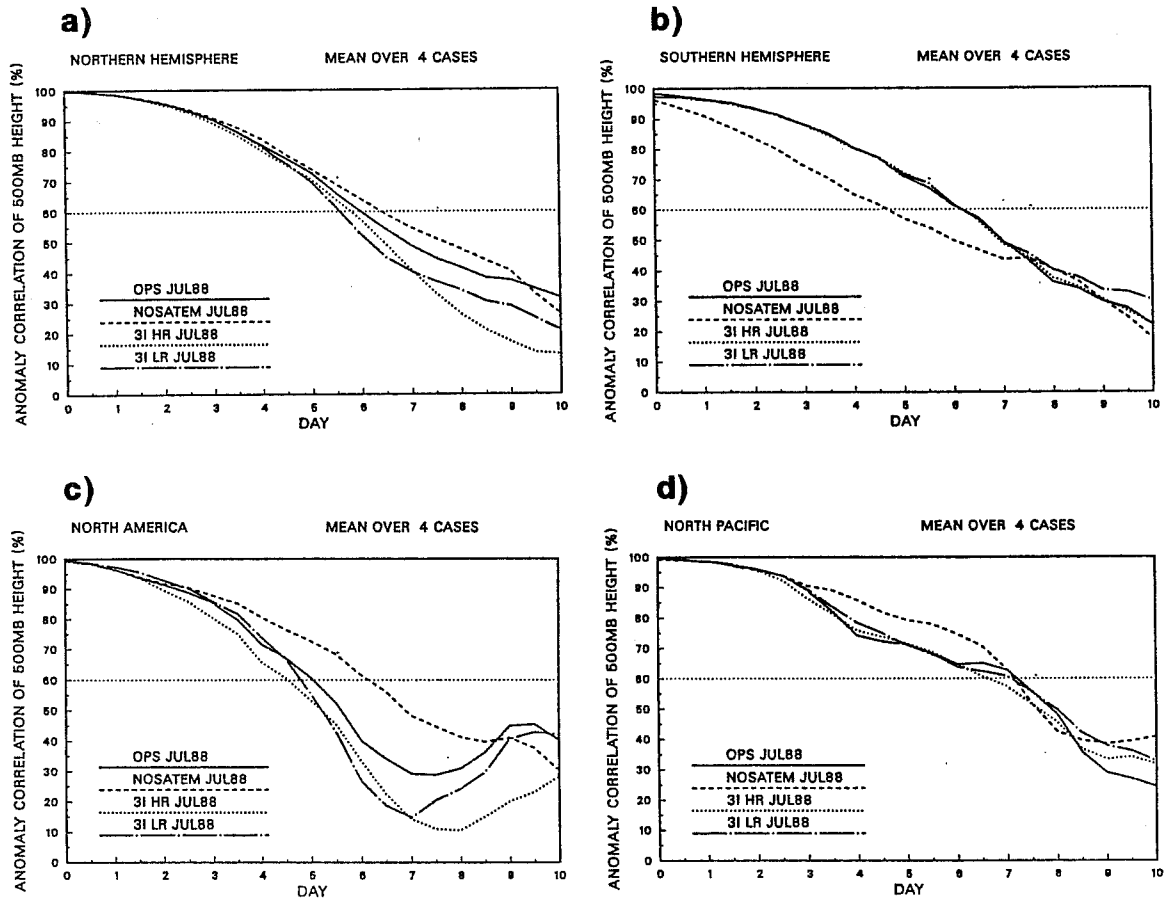 a)
NORTHERN HEMISPHERE MEAN OVER 4 CASES
ANOMALY CORRELATION OF 500MB HEIGHT (%)
100
90
80
70
60
50
40
30
20
10
0
OPS JUL88
NOSATEM JUL88
3I HR JUL88
3I LR JUL88
0 1 2 3 4 5 6 7 8 9 10
DAY
b)
SOUTHERN HEMISPHERE MEAN OVER 4 CASES
ANOMALY CORRELATION OF 500MB HEIGHT (%)
100
90
80
70
60
50
40
30
20
10
0
OPS JUL88
NOSATEM JUL88
3I HR JUL88
3I LR JUL88
0 1 2 3 4 5 6 7 8 9 10
DAY
c)
NORTH AMERICA MEAN OVER 4 CASES
ANOMALY CORRELATION OF 500MB HEIGHT (%)
100
90
80
70
60
50
40
30
20
10
0
OPS JUL88
NOSATEM JUL88
3I HR JUL88
3I LR JUL88
0 1 2 3 4 5 6 7 8 9 10
DAY
d)
NORTH PACIFIC MEAN OVER 4 CASES
ANOMALY CORRELATION OF 500MB HEIGHT (%)
100
90
80
70
60
50
40
30
20
10
0
OPS JUL88
NOSATEM JUL88
3I HR JUL88
3I LR JUL88
0 1 2 3 4 5 6 7 8 9 10
DAY